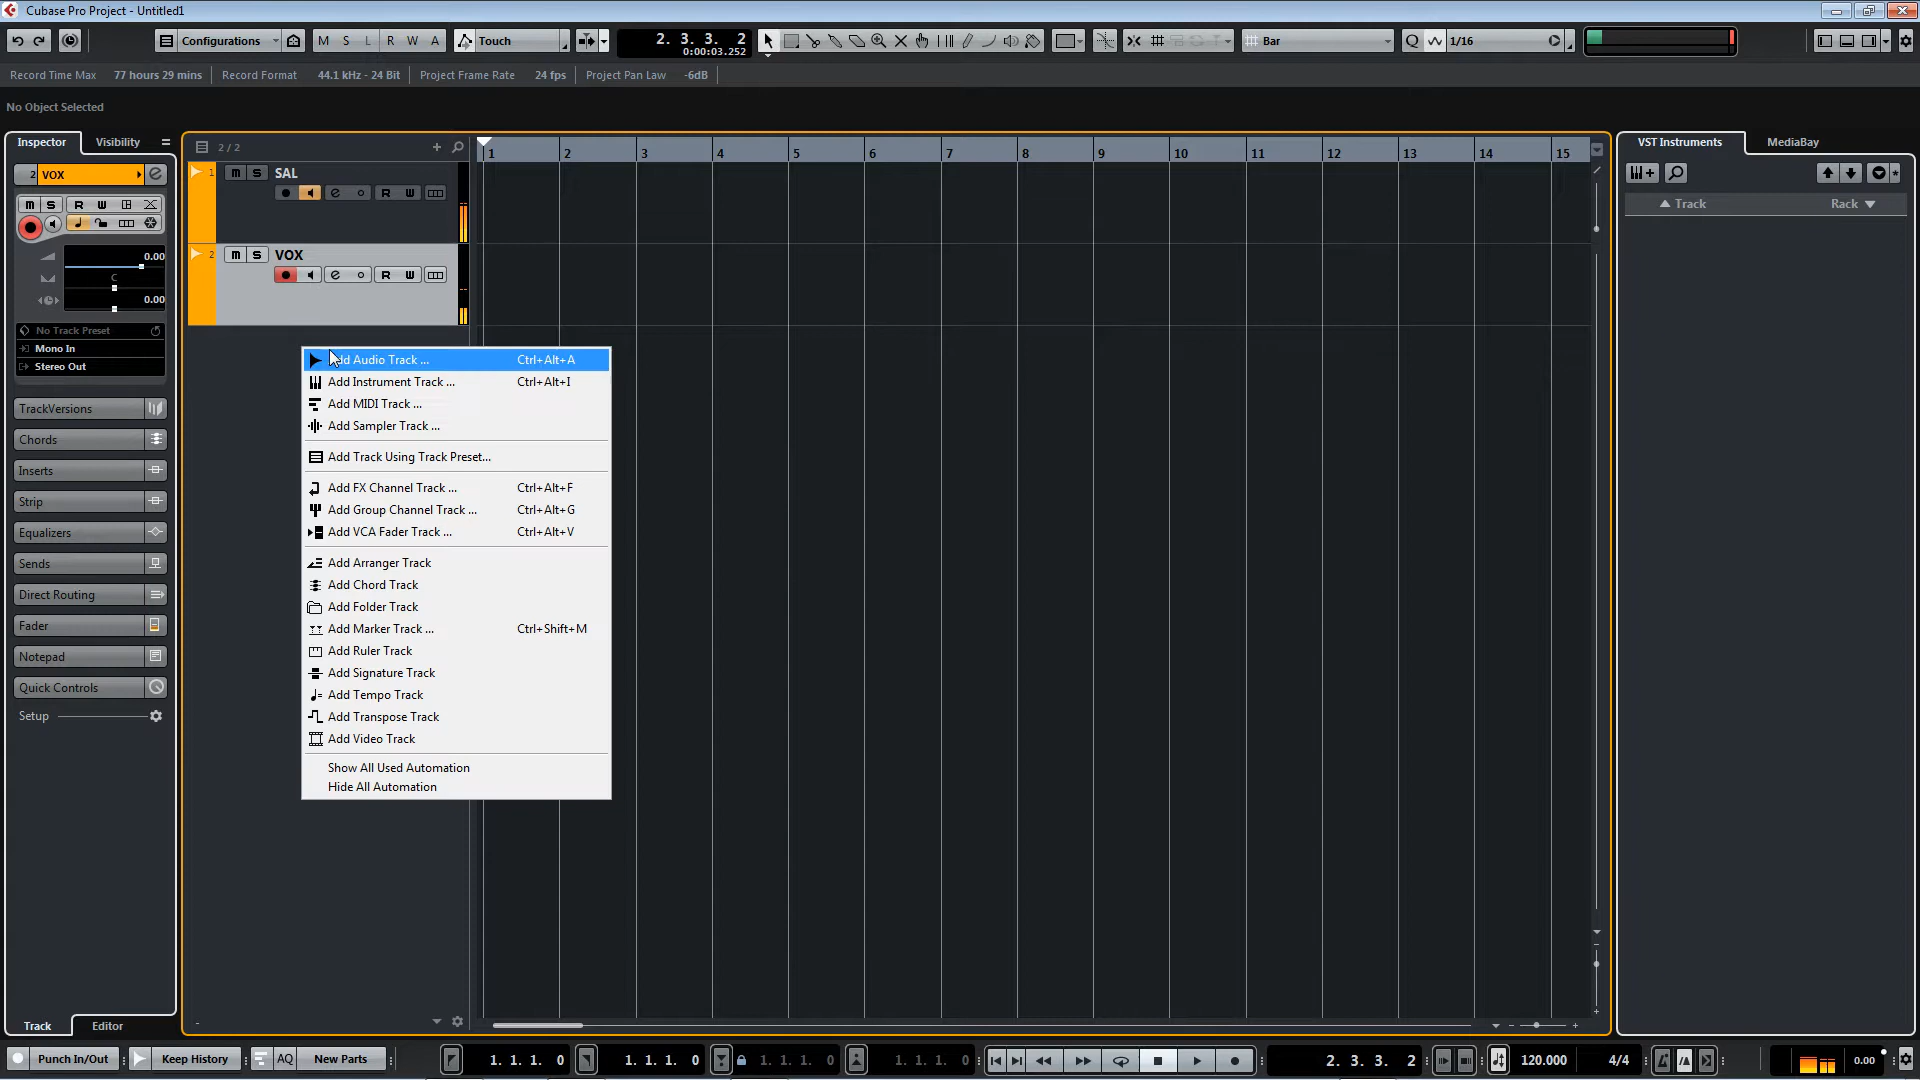 Cubase Pro Project - Untitled1
Configurations M S L R W A Touch 2. 3. 3. 2 Bar Q 1/16
0:00:03.252
Record Time Max 77 hours 29 mins Record Format 44.1 kHz - 24 Bit Project Frame Rate 24 fps Project Pan Law -6dB
No Object Selected
Inspector Visibility
2 VOX
M S R W
0.00
C
0.00
No Track Preset
Mono In
Stereo Out
TrackVersions
Chords
Inserts
Strip
Equalizers
Sends
Direct Routing
Fader
Notepad
Quick Controls
Setup
Track Editor
2 / 2
1 2 3 4 5 6 7 8 9 10 11 12 13 14 15
1 M S SAL
e R W
2 M S VOX
e R W
dd Audio Track ... Ctrl+Alt+A
Add Instrument Track ... Ctrl+Alt+I
Add MIDI Track ...
Add Sampler Track ...
Add Track Using Track Preset...
Add FX Channel Track ... Ctrl+Alt+F
Add Group Channel Track ... Ctrl+Alt+G
Add VCA Fader Track ... Ctrl+Alt+V
Add Arranger Track
Add Chord Track
Add Folder Track
Add Marker Track ... Ctrl+Shift+M
Add Ruler Track
Add Signature Track
Add Tempo Track
Add Transpose Track
Add Video Track
Show All Used Automation
Hide All Automation
VST Instruments MediaBay
Track Rack
Punch In/Out Keep History AQ New Parts 1. 1. 1. 0 1. 1. 1. 0 1. 1. 1. 0 1. 1. 1. 0 2. 3. 3. 2 120.000 4/4 0.00